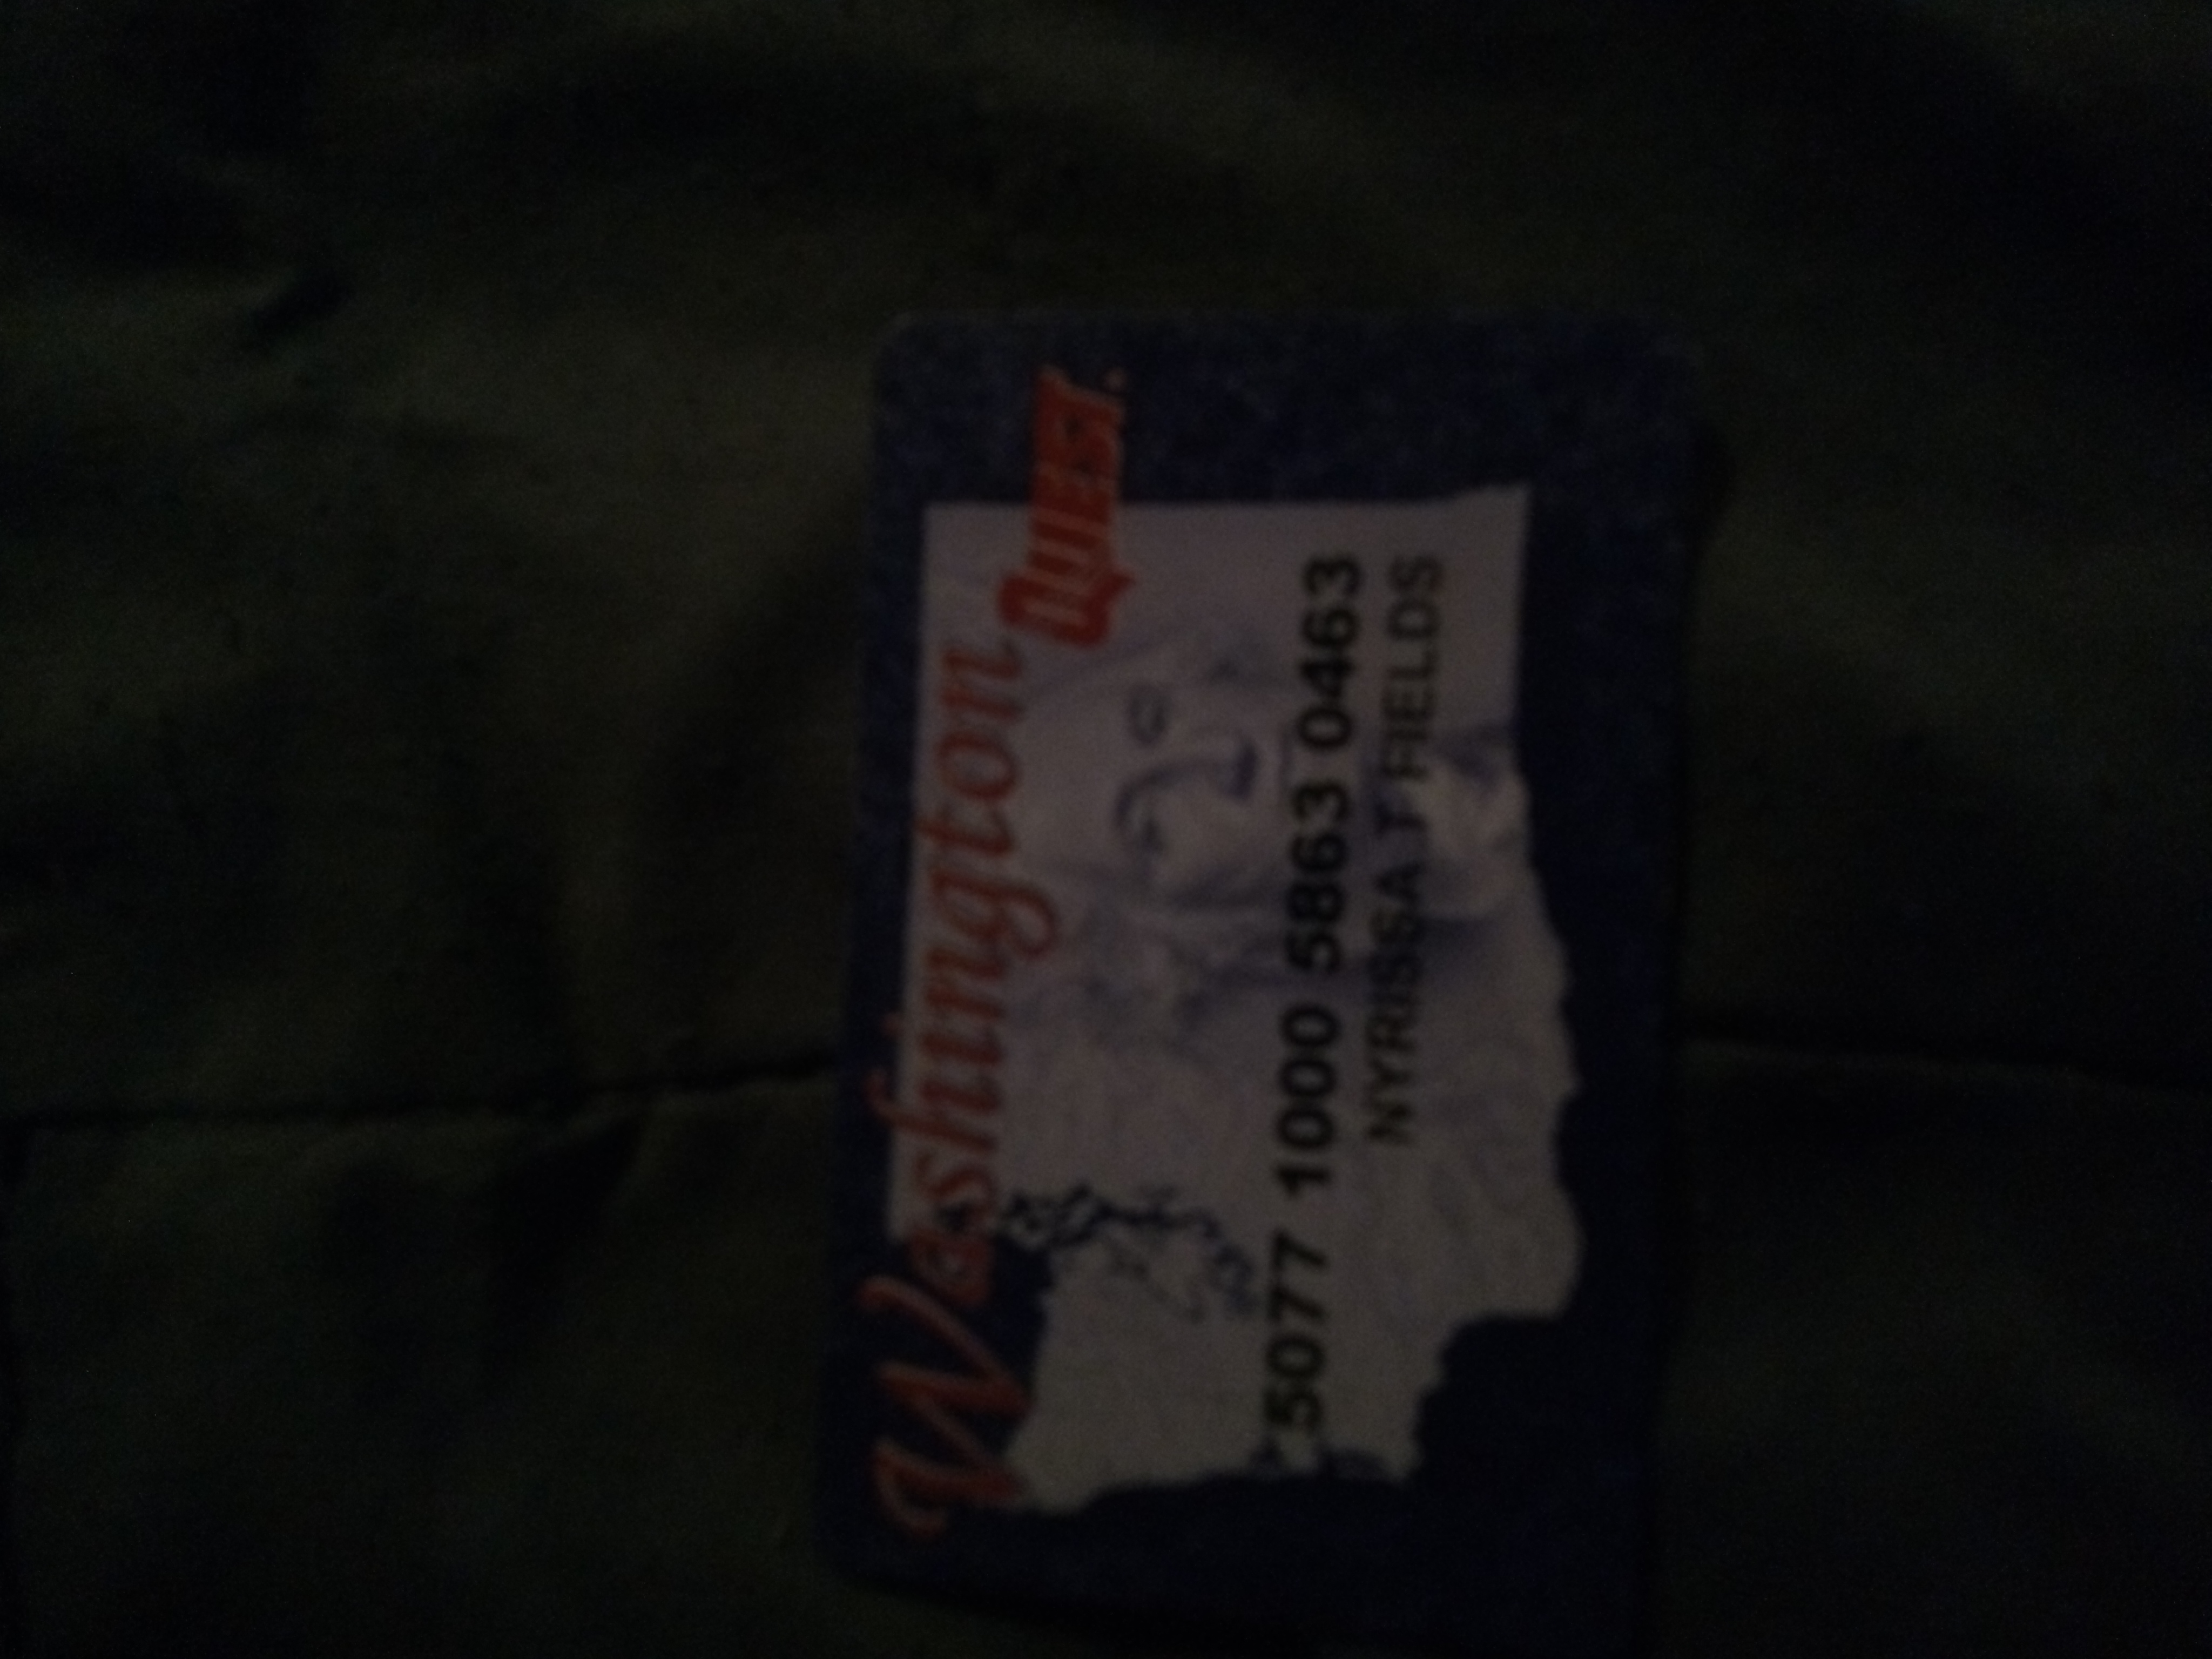 Washington
QUEST.
5077 1000 5863 0463
NYRISSA T FIELDS